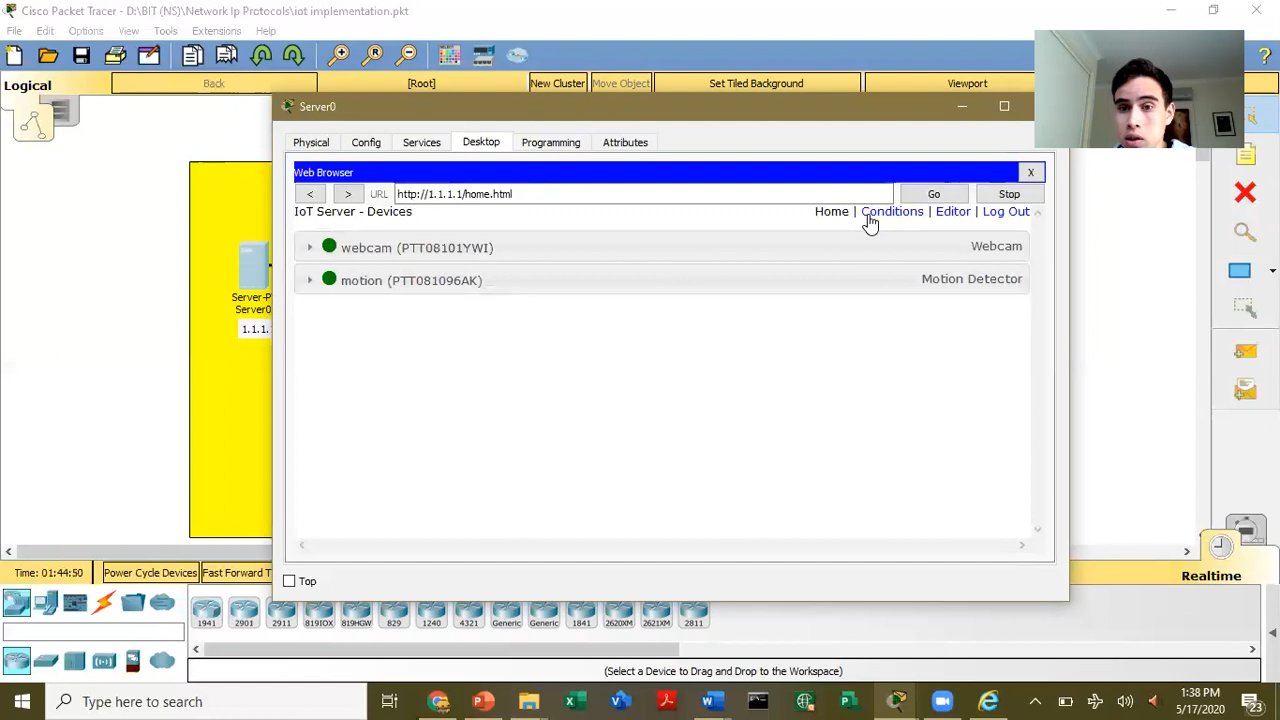 Cisco Packet Tracer - D:\BIT (NS)\Network Ip Protocols\iot implementation.pkt
File Edit Options View Tools Extensions Help
Logical Back [Root] New Cluster Move Object Set Tiled Background Viewport
Server0
Physical Config Services Desktop Programming Attributes
Web Browser X
< > URL http://1.1.1.1/home.html Go Stop
IoT Server - Devices Home | Conditions | Editor | Log Out
webcam (PTT08101YWI) Webcam
motion (PTT081096AK) Motion Detector
Server-P
Server0
1.1.1.
Top
Time: 01:44:50 Power Cycle Devices Fast Forward T
Realtime
1941 2901 2911 819IOX 819HGW 829 1240 4321 Generic Generic 1841 2620XM 2621XM 2811
(Select a Device to Drag and Drop to the Workspace)
Type here to search
1:38 PM
5/17/2020
23